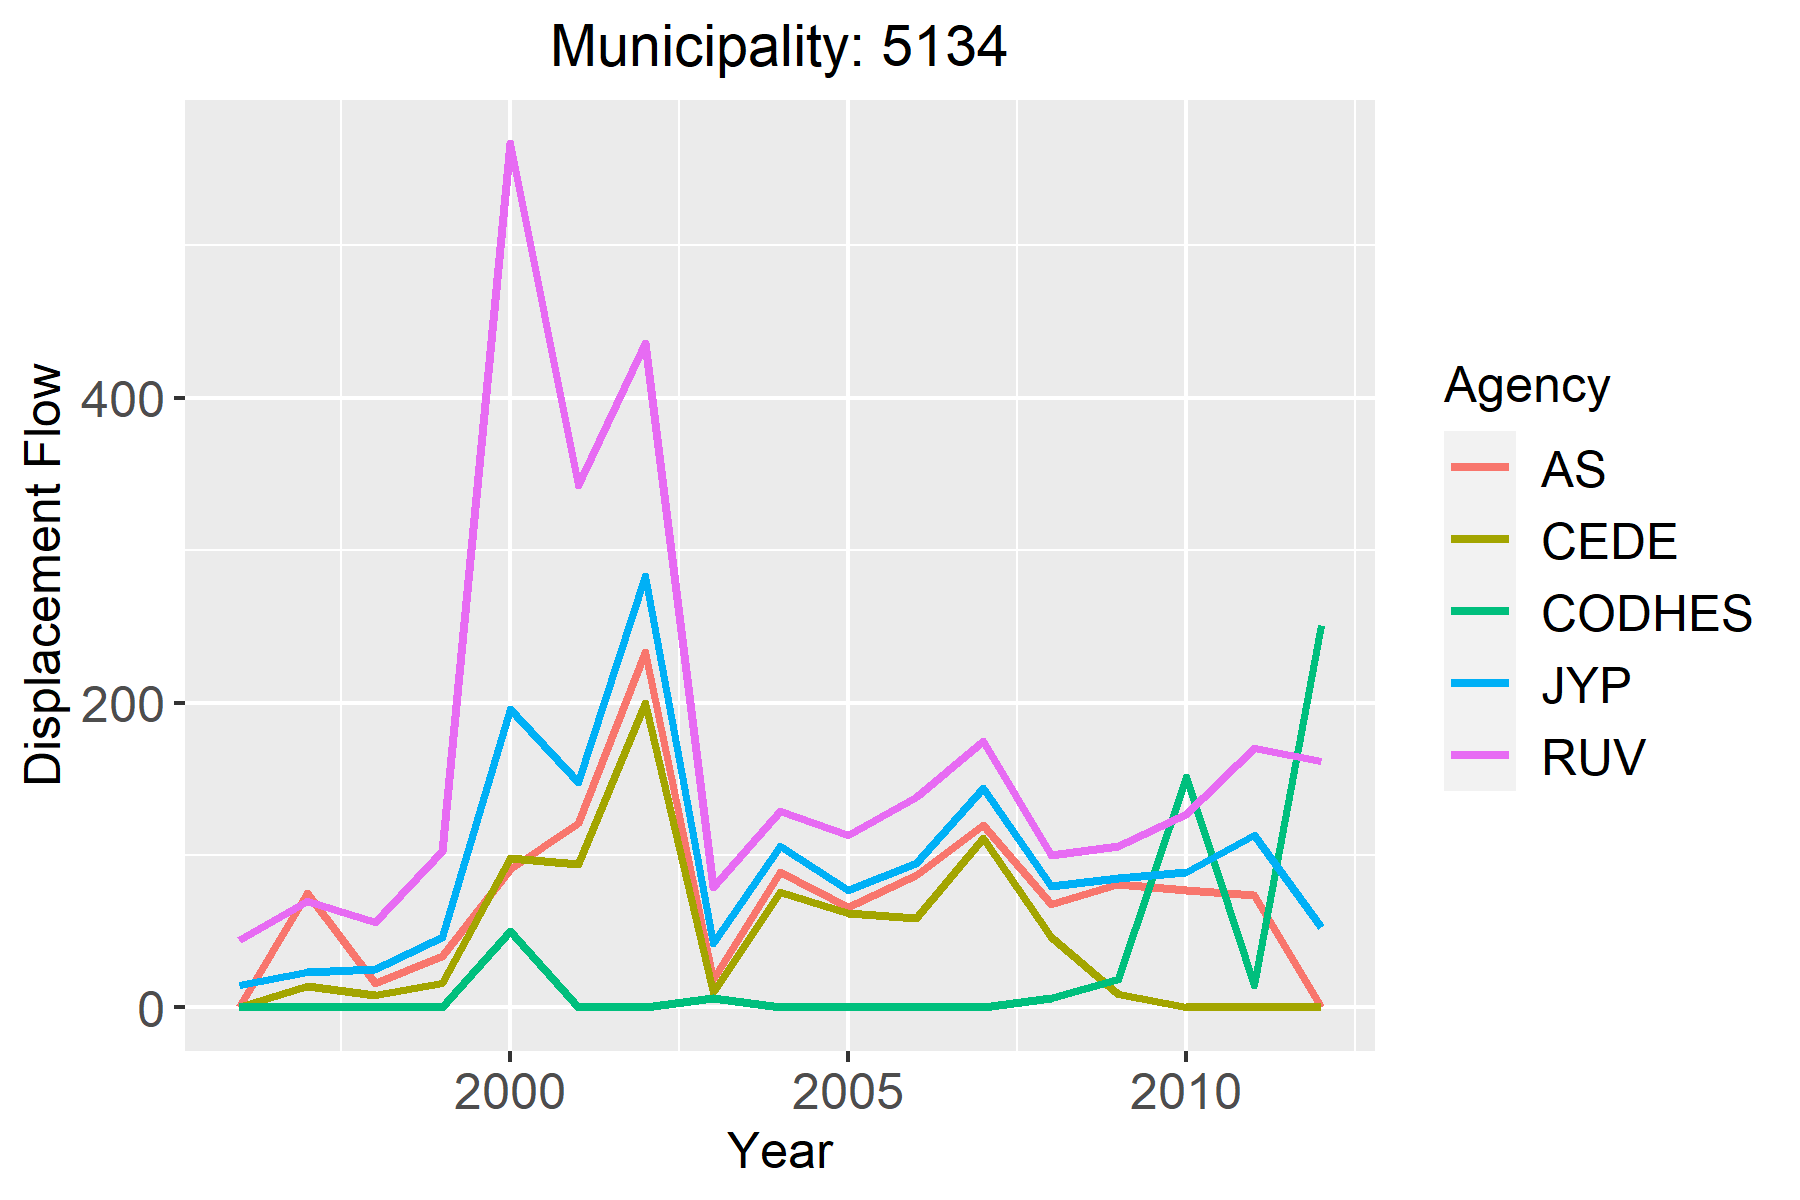 Municipality: 5134
Displacement Flow
400
200
0
2000 2005 2010
Year
Agency
AS
CEDE
CODHES
JYP
RUV